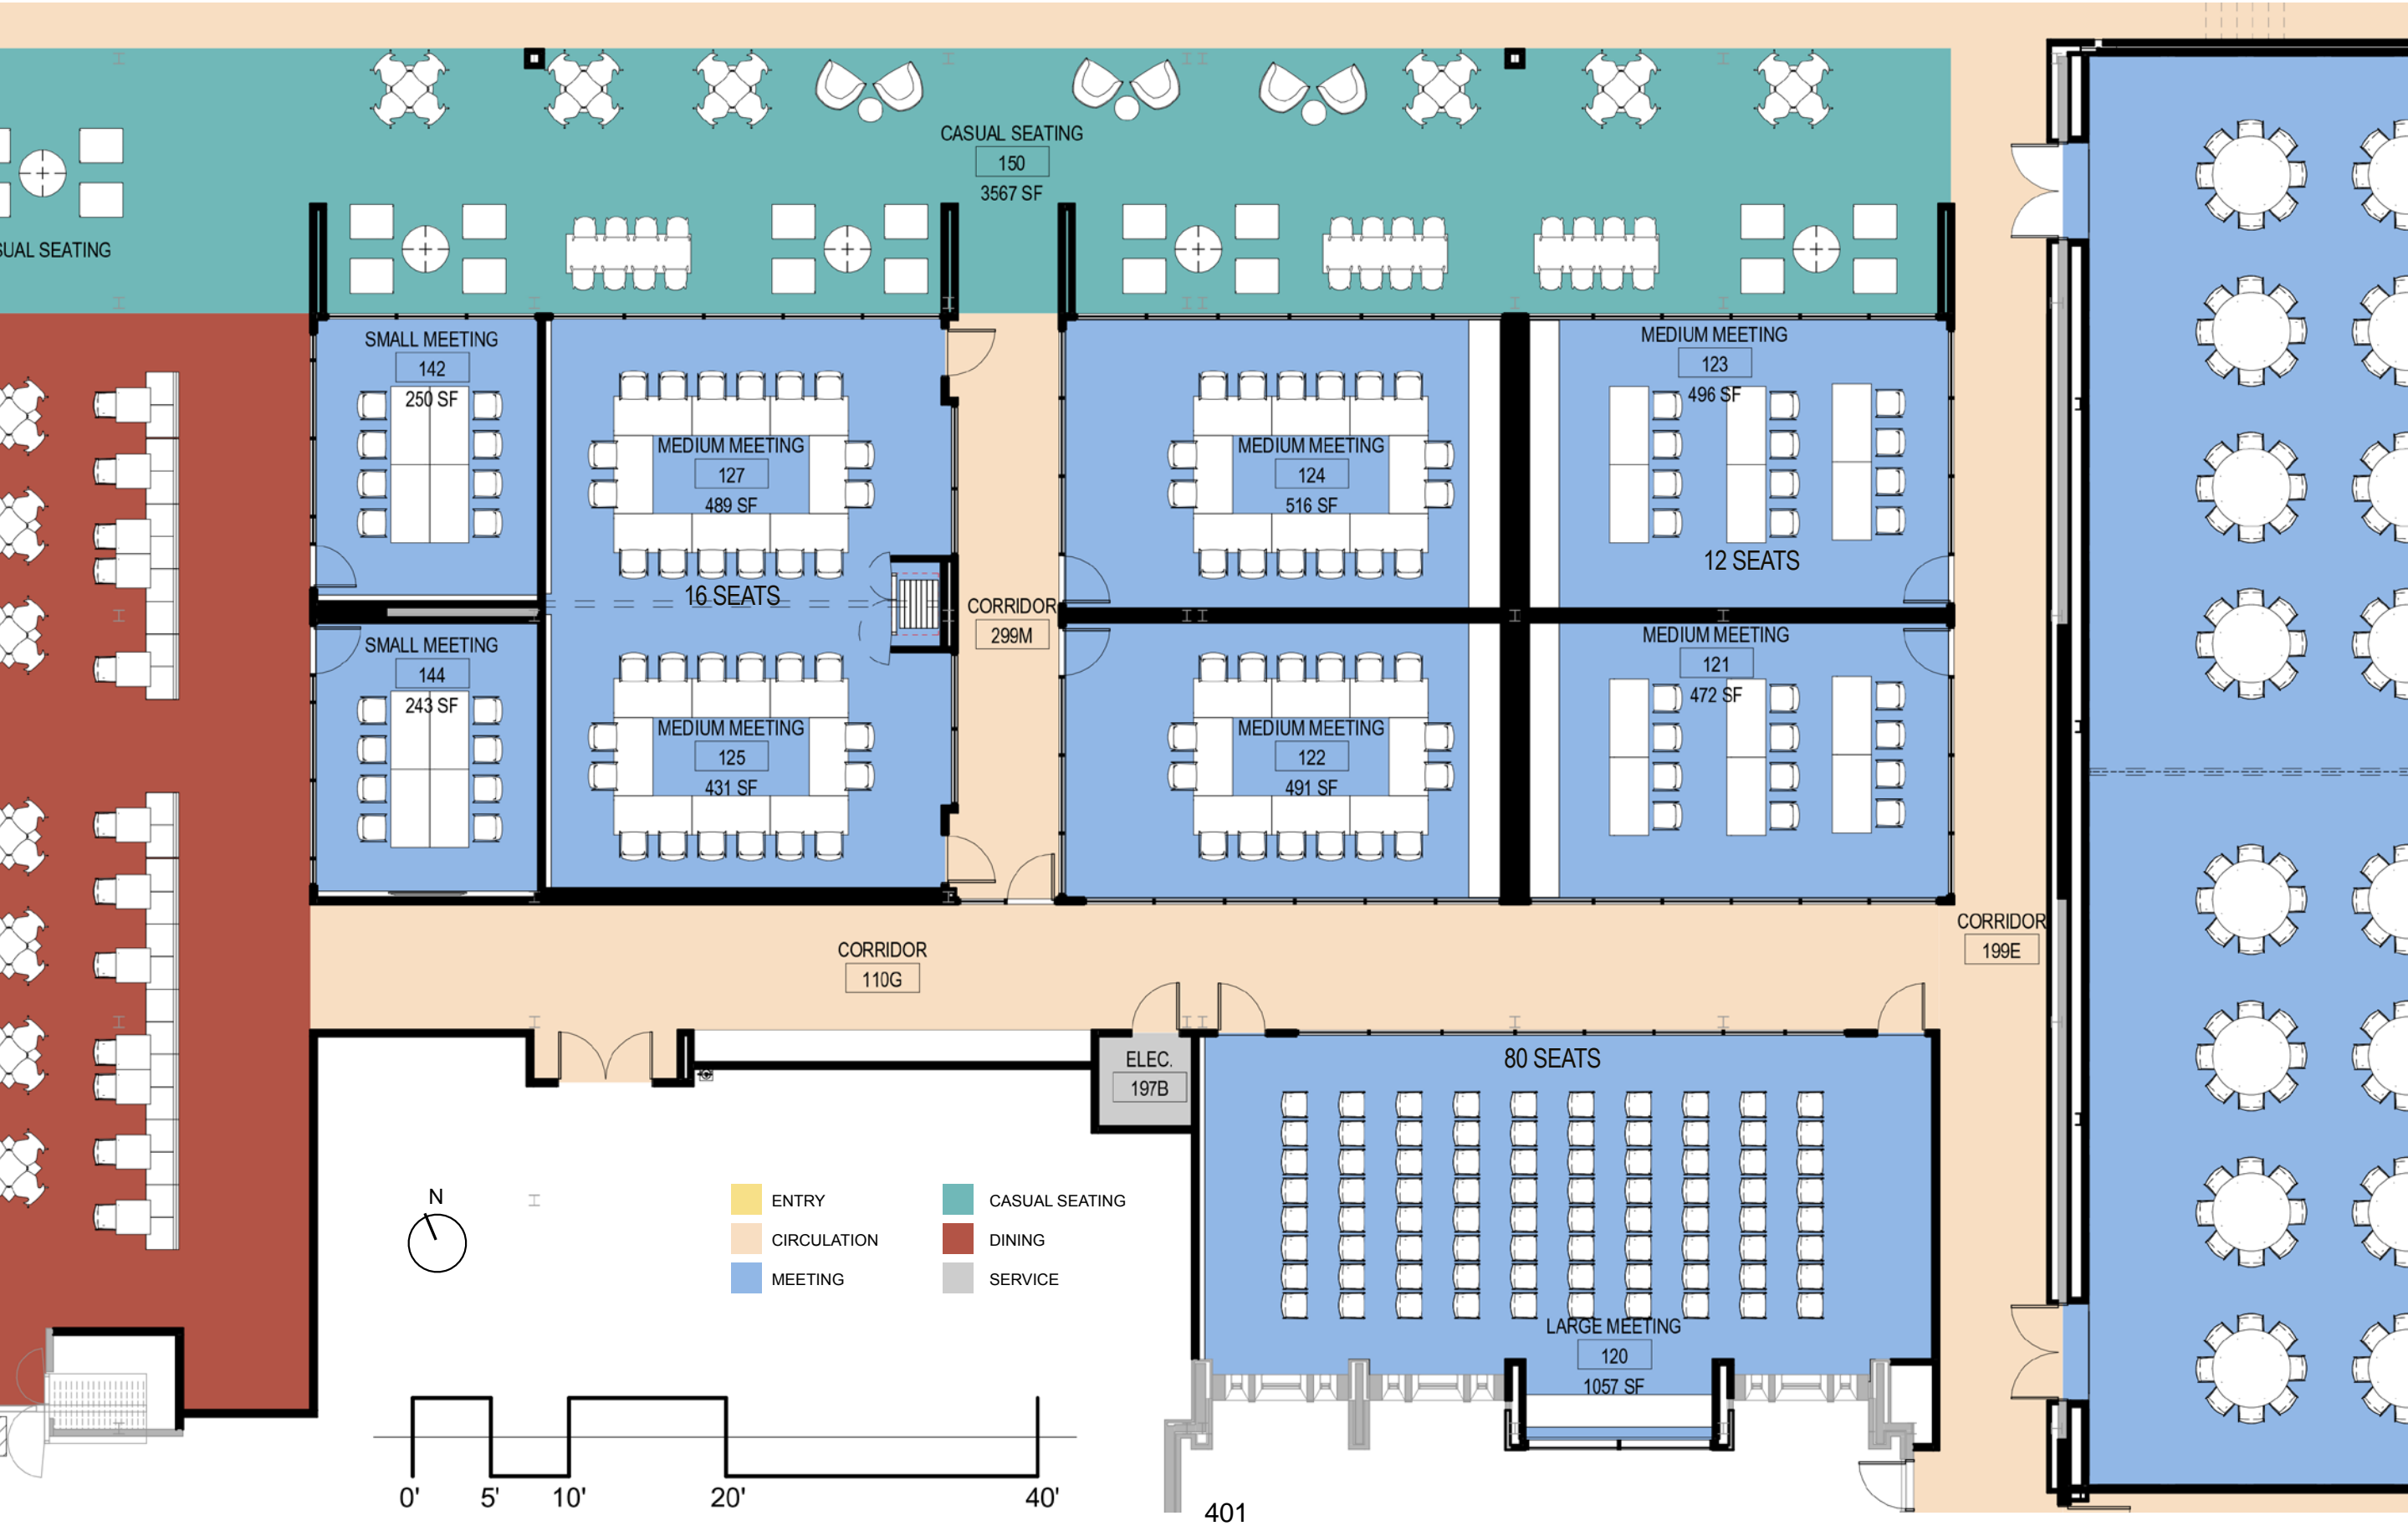 CASUAL SEATING
150
3567 SF
SUAL SEATING
SMALL MEETING
142
250 SF
MEDIUM MEETING
127
489 SF
MEDIUM MEETING
124
516 SF
MEDIUM MEETING
123
496 SF
12 SEATS
16 SEATS
CORRIDOR
299M
SMALL MEETING
144
243 SF
MEDIUM MEETING
125
431 SF
MEDIUM MEETING
122
491 SF
MEDIUM MEETING
121
472 SF
CORRIDOR
110G
CORRIDOR
199E
ELEC.
197B
80 SEATS
LARGE MEETING
120
1057 SF
N
ENTRY
CIRCULATION
MEETING
CASUAL SEATING
DINING
SERVICE
0' 5' 10' 20' 40'
401